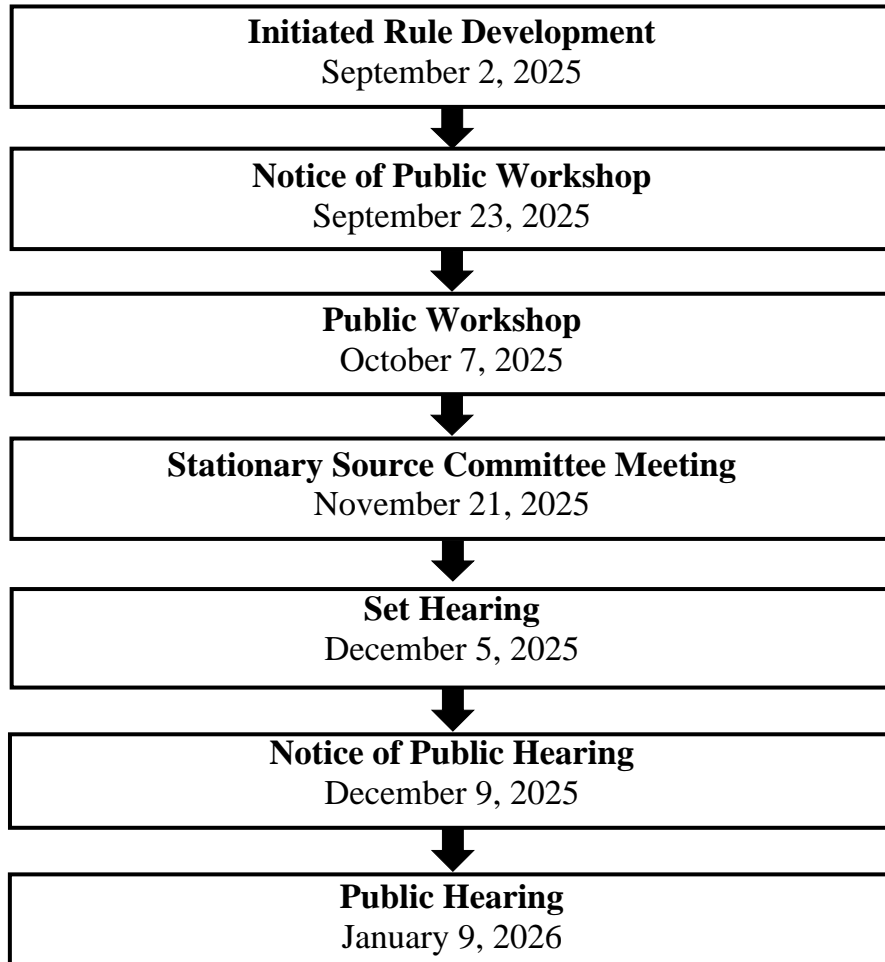 Initiated Rule Development
September 2, 2025
Notice of Public Workshop
September 23, 2025
Public Workshop
October 7, 2025
Stationary Source Committee Meeting
November 21, 2025
Set Hearing
December 5, 2025
Notice of Public Hearing
December 9, 2025
Public Hearing
January 9, 2026